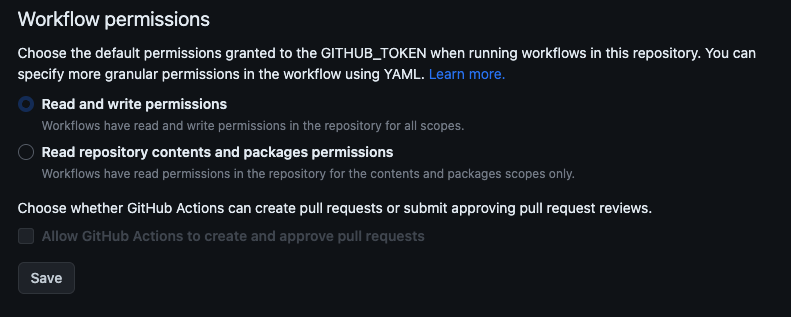 Workflow permissions
Choose the default permissions granted to the GITHUB_TOKEN when running workflows in this repository. You can
specify more granular permissions in the workflow using YAML. Learn more.
Read and write permissions
Workflows have read and write permissions in the repository for all scopes.
Read repository contents and packages permissions
Workflows have read permissions in the repository for the contents and packages scopes only.
Choose whether GitHub Actions can create pull requests or submit approving pull request reviews.
Allow GitHub Actions to create and approve pull requests
Save